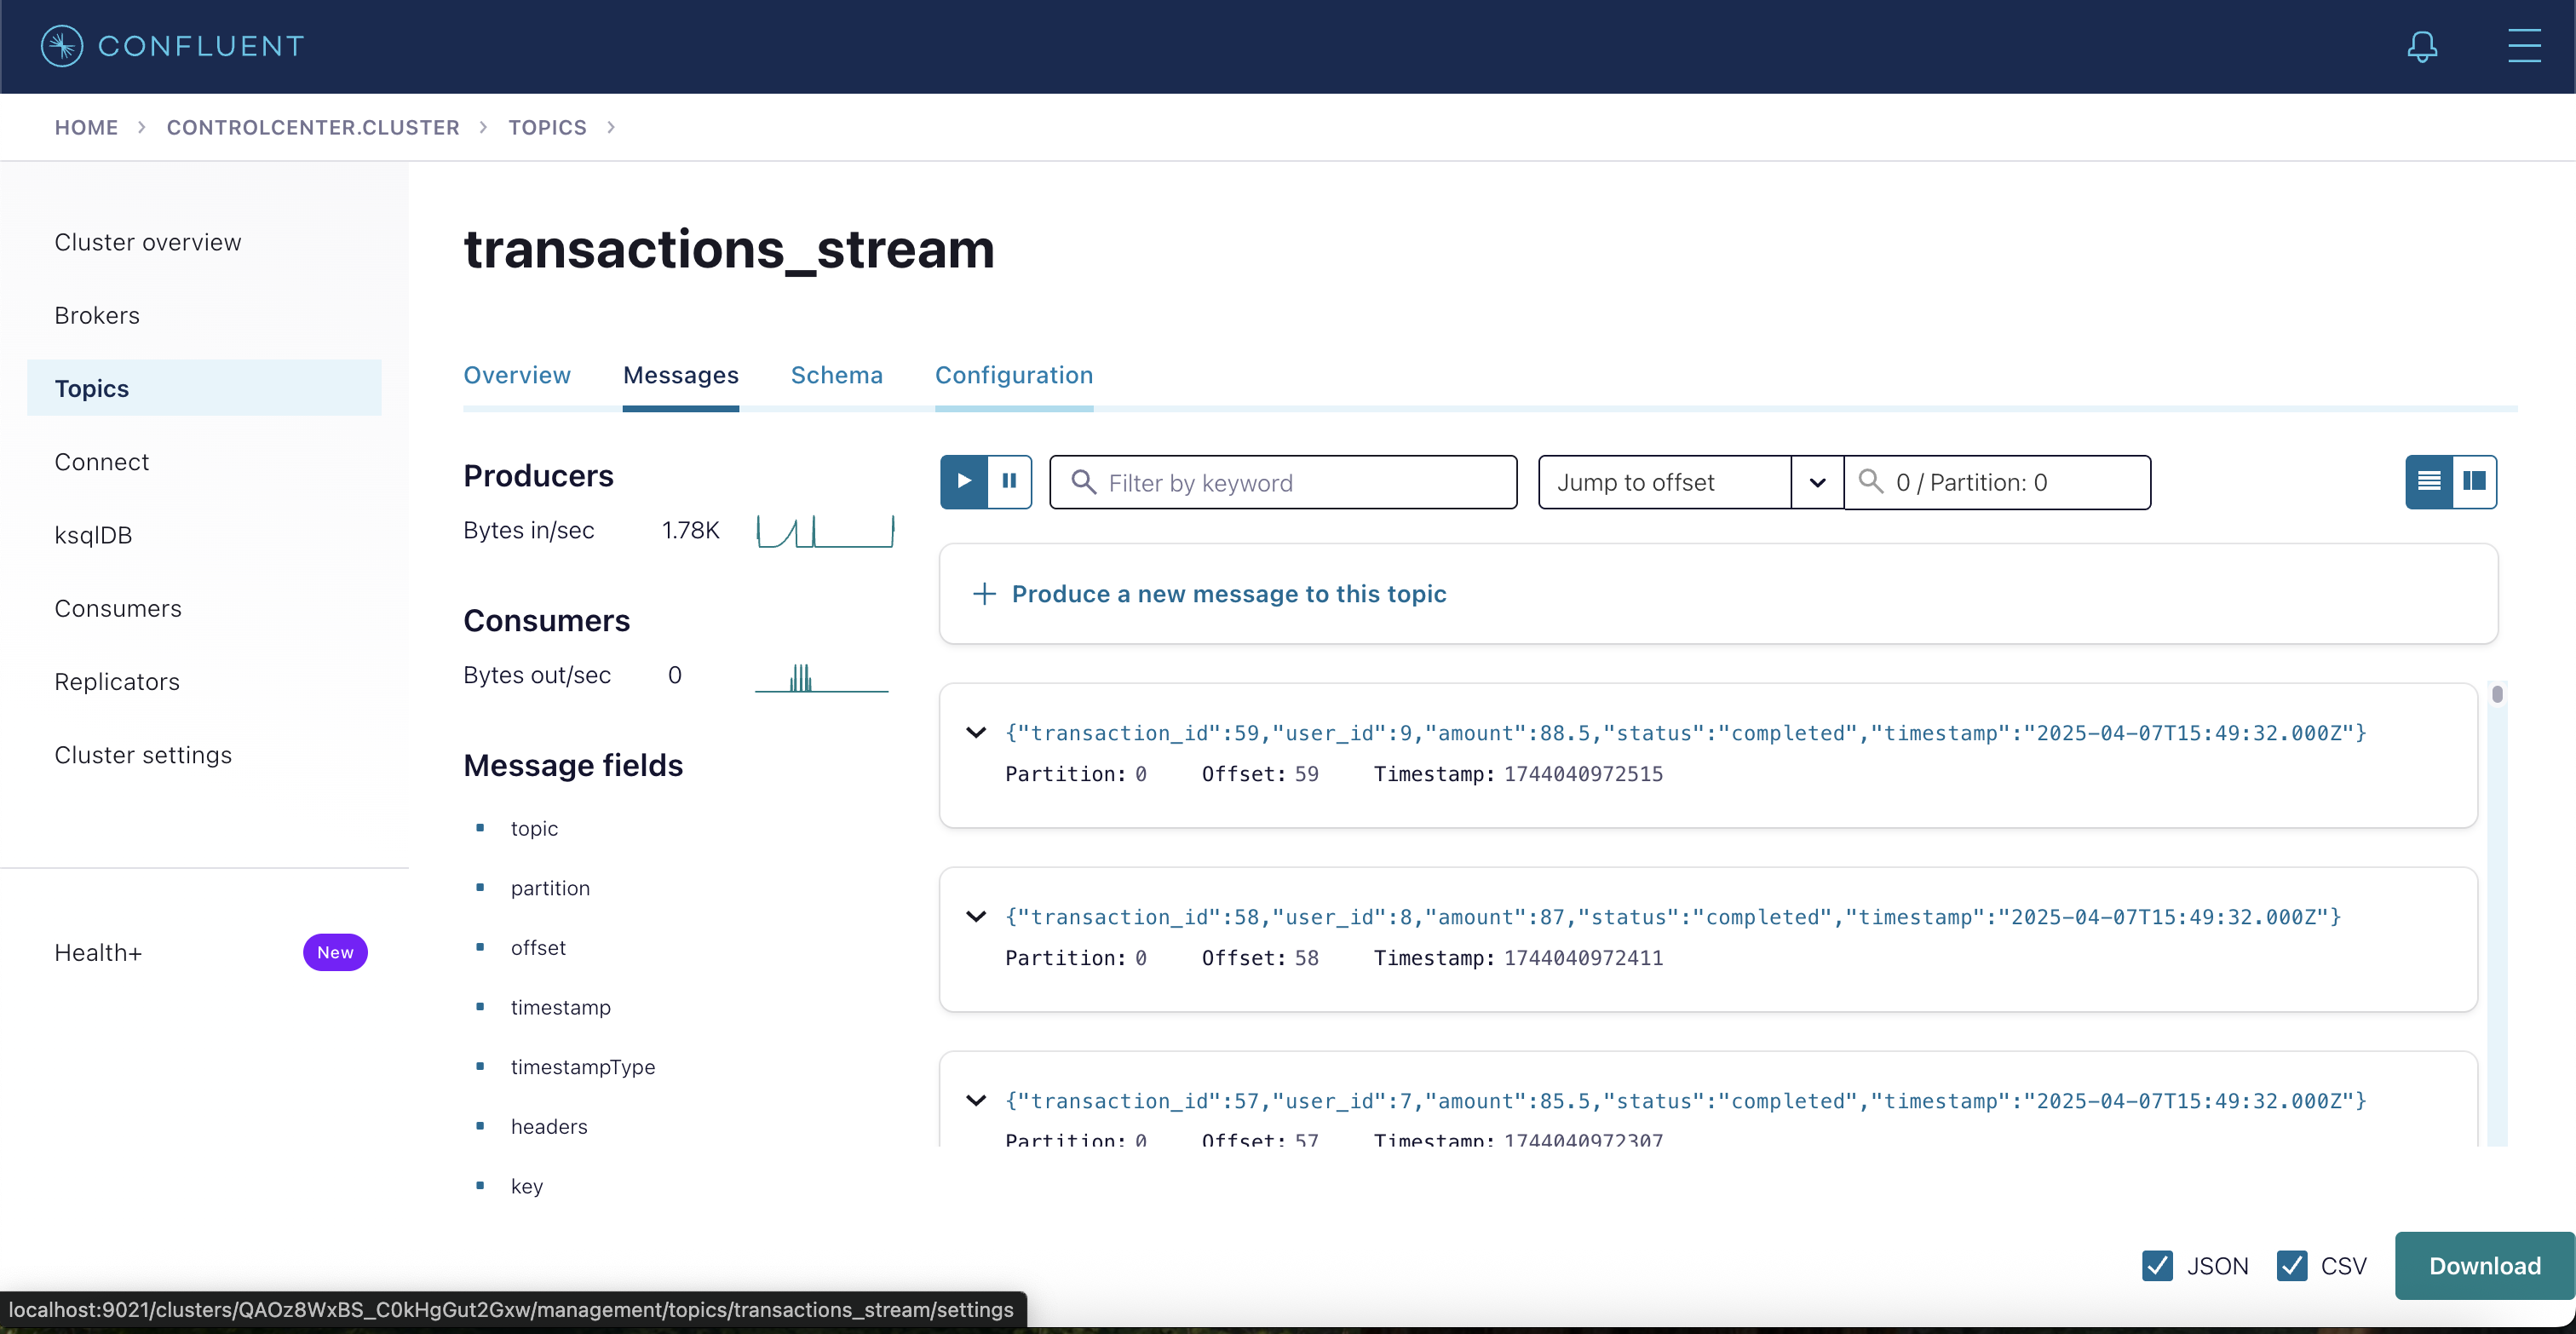 CONFLUENT
HOME > CONTROLCENTER.CLUSTER > TOPICS >
Cluster overview
Brokers
Topics
Connect
ksqlDB
Consumers
Replicators
Cluster settings
Health+ New
transactions_stream
Overview Messages Schema Configuration
Producers
Bytes in/sec 1.78K
Consumers
Bytes out/sec 0
Message fields
topic
partition
offset
timestamp
timestampType
headers
key
Filter by keyword
Jump to offset
0 / Partition: 0
+ Produce a new message to this topic
{"transaction_id":59,"user_id":9,"amount":88.5,"status":"completed","timestamp":"2025-04-07T15:49:32.000Z"}
Partition: 0 Offset: 59 Timestamp: 1744040972515
{"transaction_id":58,"user_id":8,"amount":87,"status":"completed","timestamp":"2025-04-07T15:49:32.000Z"}
Partition: 0 Offset: 58 Timestamp: 1744040972411
{"transaction_id":57,"user_id":7,"amount":85.5,"status":"completed","timestamp":"2025-04-07T15:49:32.000Z"}
Partition: 0 Offset: 57 Timestamp: 1744040972307
JSON CSV Download
localhost:9021/clusters/QAOz8WxBS_C0kHgGut2Gxw/management/topics/transactions_stream/settings